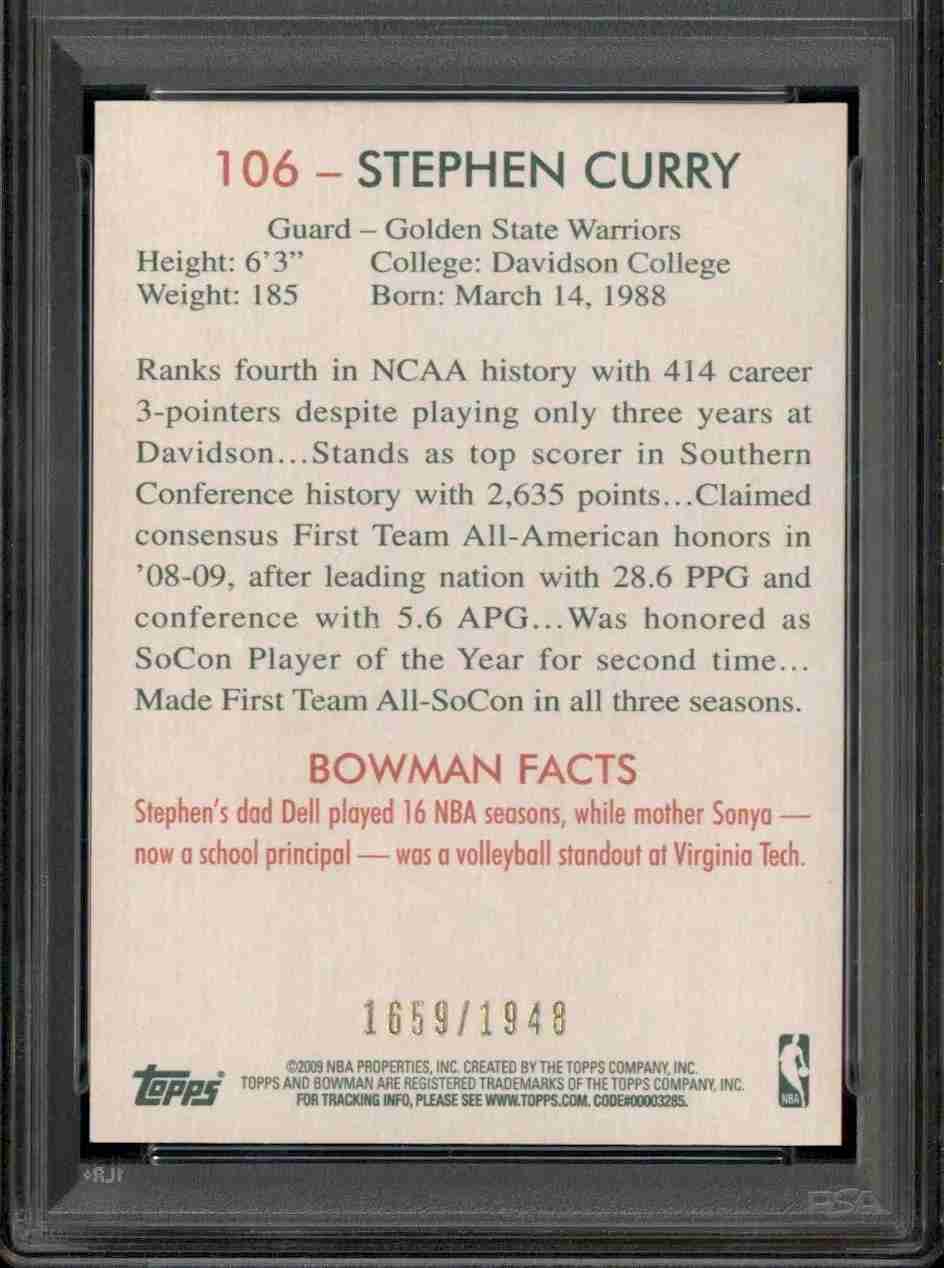 106 – STEPHEN CURRY
Guard – Golden State Warriors
Height: 6'3" College: Davidson College
Weight: 185 Born: March 14, 1988
Ranks fourth in NCAA history with 414 career
3-pointers despite playing only three years at
Davidson...Stands as top scorer in Southern
Conference history with 2,635 points...Claimed
consensus First Team All-American honors in
'08-09, after leading nation with 28.6 PPG and
conference with 5.6 APG...Was honored as
SoCon Player of the Year for second time...
Made First Team All-SoCon in all three seasons.
BOWMAN FACTS
Stephen's dad Dell played 16 NBA seasons, while mother Sonya —
now a school principal — was a volleyball standout at Virginia Tech.
1659/1948
Topps®
©2009 NBA PROPERTIES, INC. CREATED BY THE TOPPS COMPANY, INC.
TOPPS AND BOWMAN ARE REGISTERED TRADEMARKS OF THE TOPPS COMPANY, INC.
FOR TRACKING INFO, PLEASE SEE WWW.TOPPS.COM. CODE#00003285.
NBA
PSA